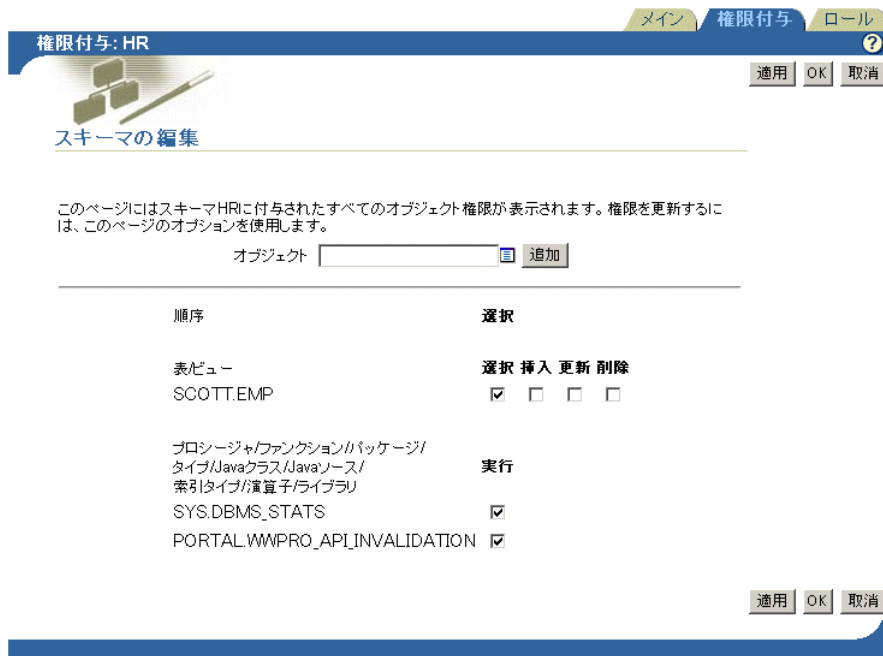 メイン 権限付与 ロール
権限付与: HR
?
適用 OK 取消
スキーマの編集
このページにはスキーマHRに付与されたすべてのオブジェクト権限が表示されます。権限を更新するに
は、このページのオプションを使用します。
オブジェクト 追加
順序 選択
表/ビュー 選択 挿入 更新 削除
SCOTT.EMP
プロシージャ/ファンクション/パッケージ/
タイプ/Javaクラス/Javaソース/ 実行
索引タイプ/演算子/ライブラリ
SYS.DBMS_STATS
PORTAL.WWPRO_API_INVALIDATION
適用 OK 取消